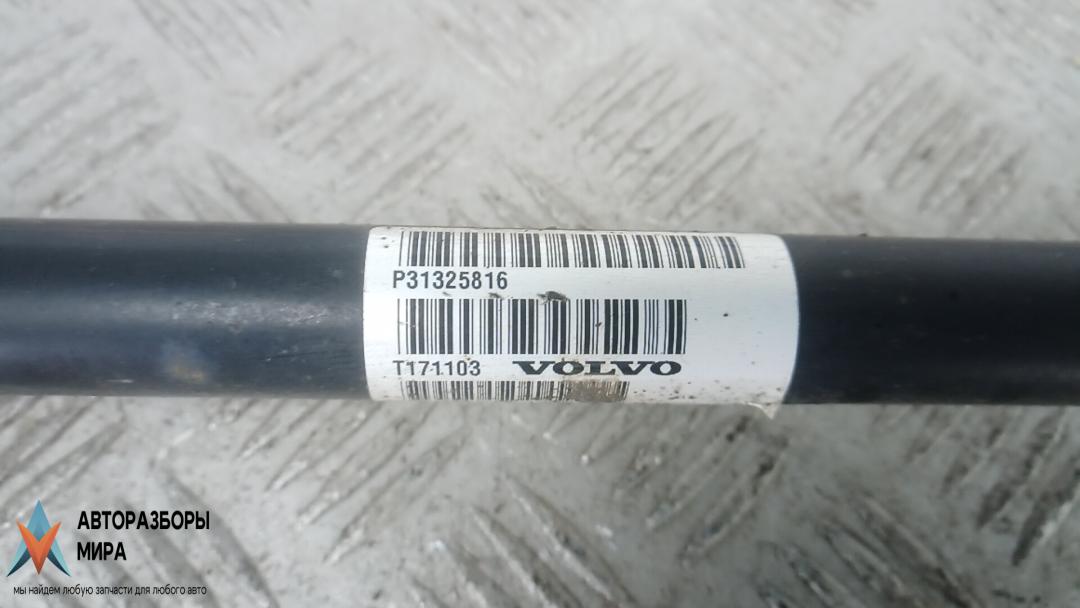 P31325816
T171103 VOLVO
АВТОРАЗБОРЫ
МИРА
мы найдем любую запчасти для любого авто